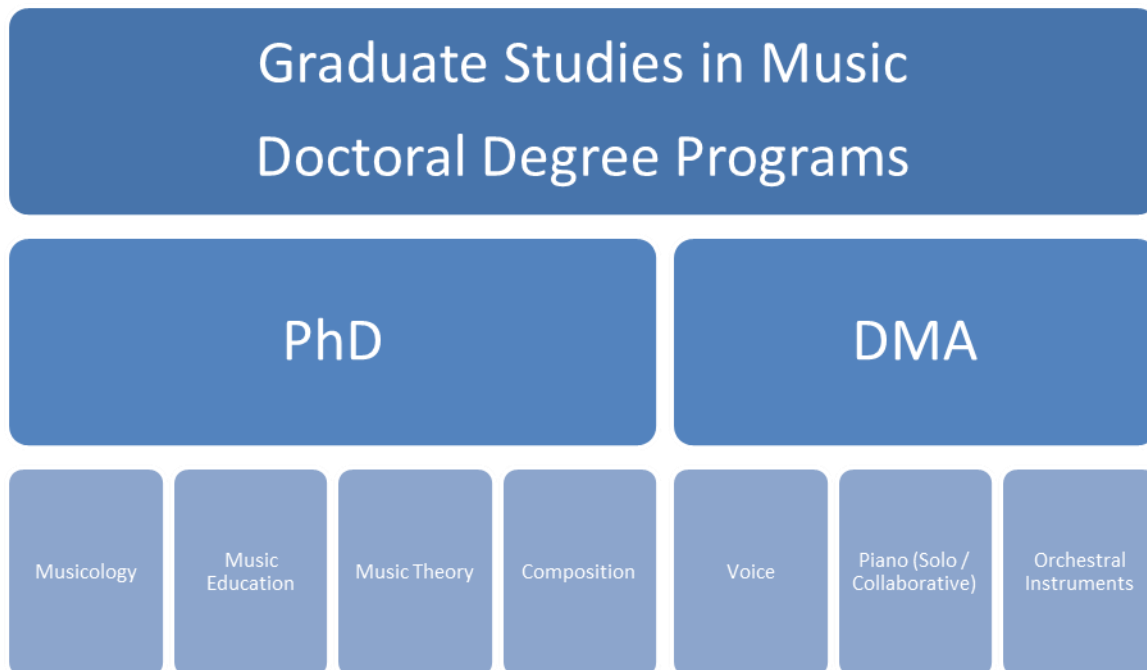 Graduate Studies in Music
Doctoral Degree Programs
PhD
DMA
Musicology
Music
Education
Music Theory
Composition
Voice
Piano (Solo /
Collaborative)
Orchestral
Instruments